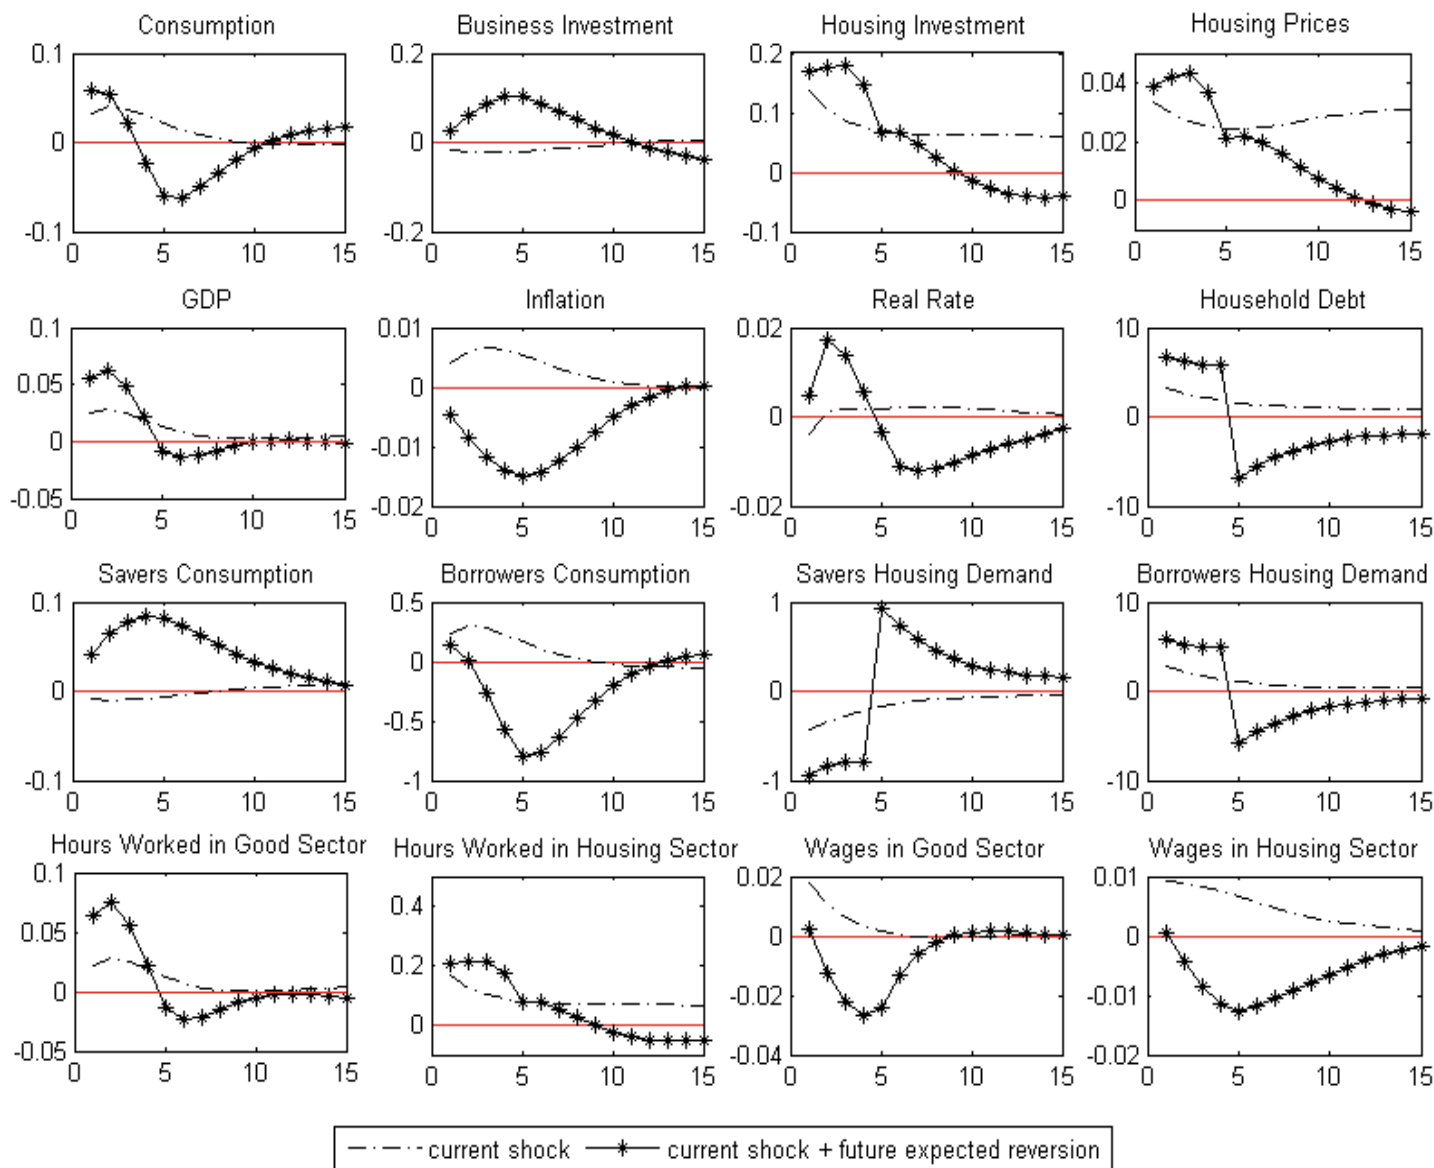 Consumption
Business Investment
Housing Investment
Housing Prices
0.1
0
-0.1
0 5 10 15
0.2
0
-0.2
0 5 10 15
0.2
0.1
0
-0.1
0 5 10 15
0.04
0.02
0
0 5 10 15
GDP
Inflation
Real Rate
Household Debt
0.1
0.05
0
-0.05
0 5 10 15
0.01
0
-0.01
-0.02
0 5 10 15
0.02
0
-0.02
0 5 10 15
10
0
-10
0 5 10 15
Savers Consumption
Borrowers Consumption
Savers Housing Demand
Borrowers Housing Demand
0.1
0
-0.1
0 5 10 15
0.5
0
-0.5
-1
0 5 10 15
1
0
-1
0 5 10 15
10
0
-10
0 5 10 15
Hours Worked in Good Sector
Hours Worked in Housing Sector
Wages in Good Sector
Wages in Housing Sector
0.1
0.05
0
-0.05
0 5 10 15
0.4
0.2
0
0 5 10 15
0.02
0
-0.02
-0.04
0 5 10 15
0.01
0
-0.01
-0.02
0 5 10 15
current shock
current shock + future expected reversion